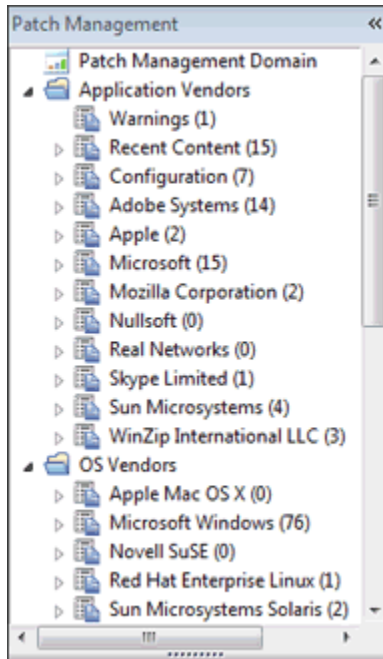 Patch Management
Patch Management Domain
Application Vendors
Warnings (1)
Recent Content (15)
Configuration (7)
Adobe Systems (14)
Apple (2)
Microsoft (15)
Mozilla Corporation (2)
Nullsoft (0)
Real Networks (0)
Skype Limited (1)
Sun Microsystems (4)
WinZip International LLC (3)
OS Vendors
Apple Mac OS X (0)
Microsoft Windows (76)
Novell SuSE (0)
Red Hat Enterprise Linux (1)
Sun Microsystems Solaris (2)